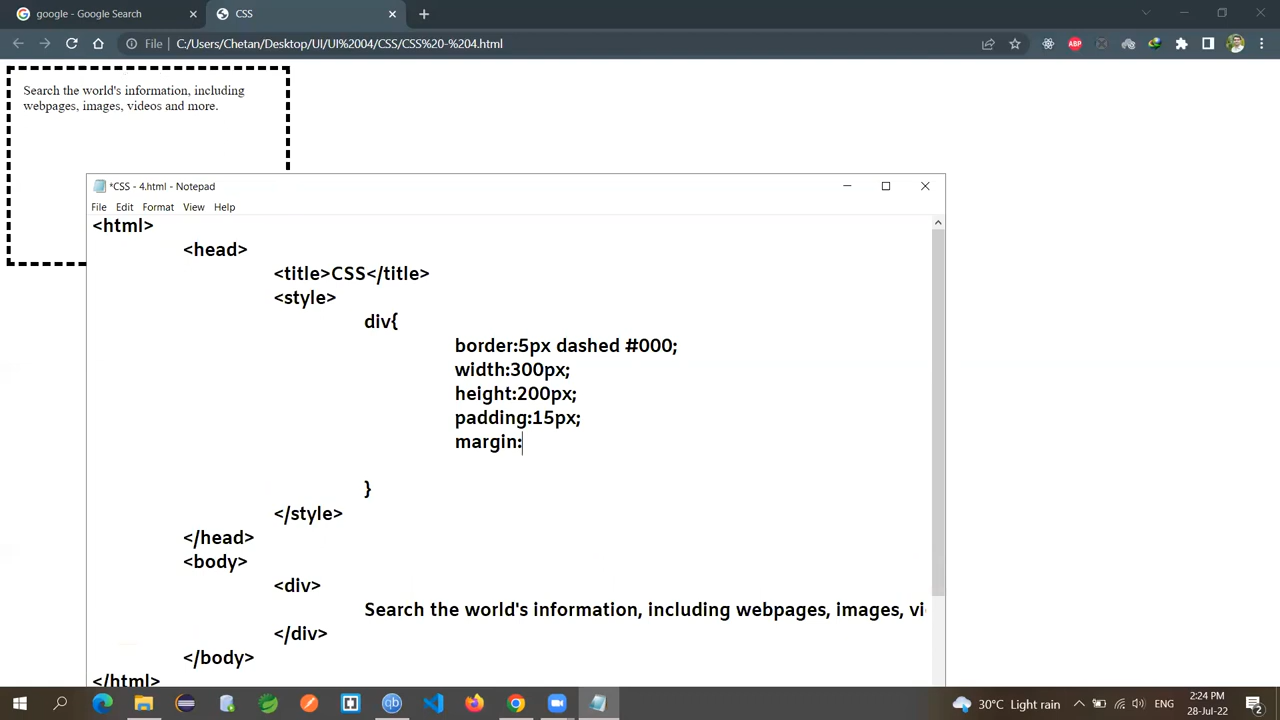 google - Google Search
CSS
File
C:/Users/Chetan/Desktop/UI/UI%2004/CSS/CSS%20-%204.html
ABP
Search the world's information, including
webpages, images, videos and more.
*CSS - 4.html - Notepad
File Edit Format View Help
<html>
<head>
<title>CSS</title>
<style>
div{
border:5px dashed #000;
width:300px;
height:200px;
padding:15px;
margin:
}
</style>
</head>
<body>
<div>
Search the world's information, including webpages, images, vi
</div>
</body>
</html>
30°C Light rain
ENG
2:24 PM
28-Jul-22
2